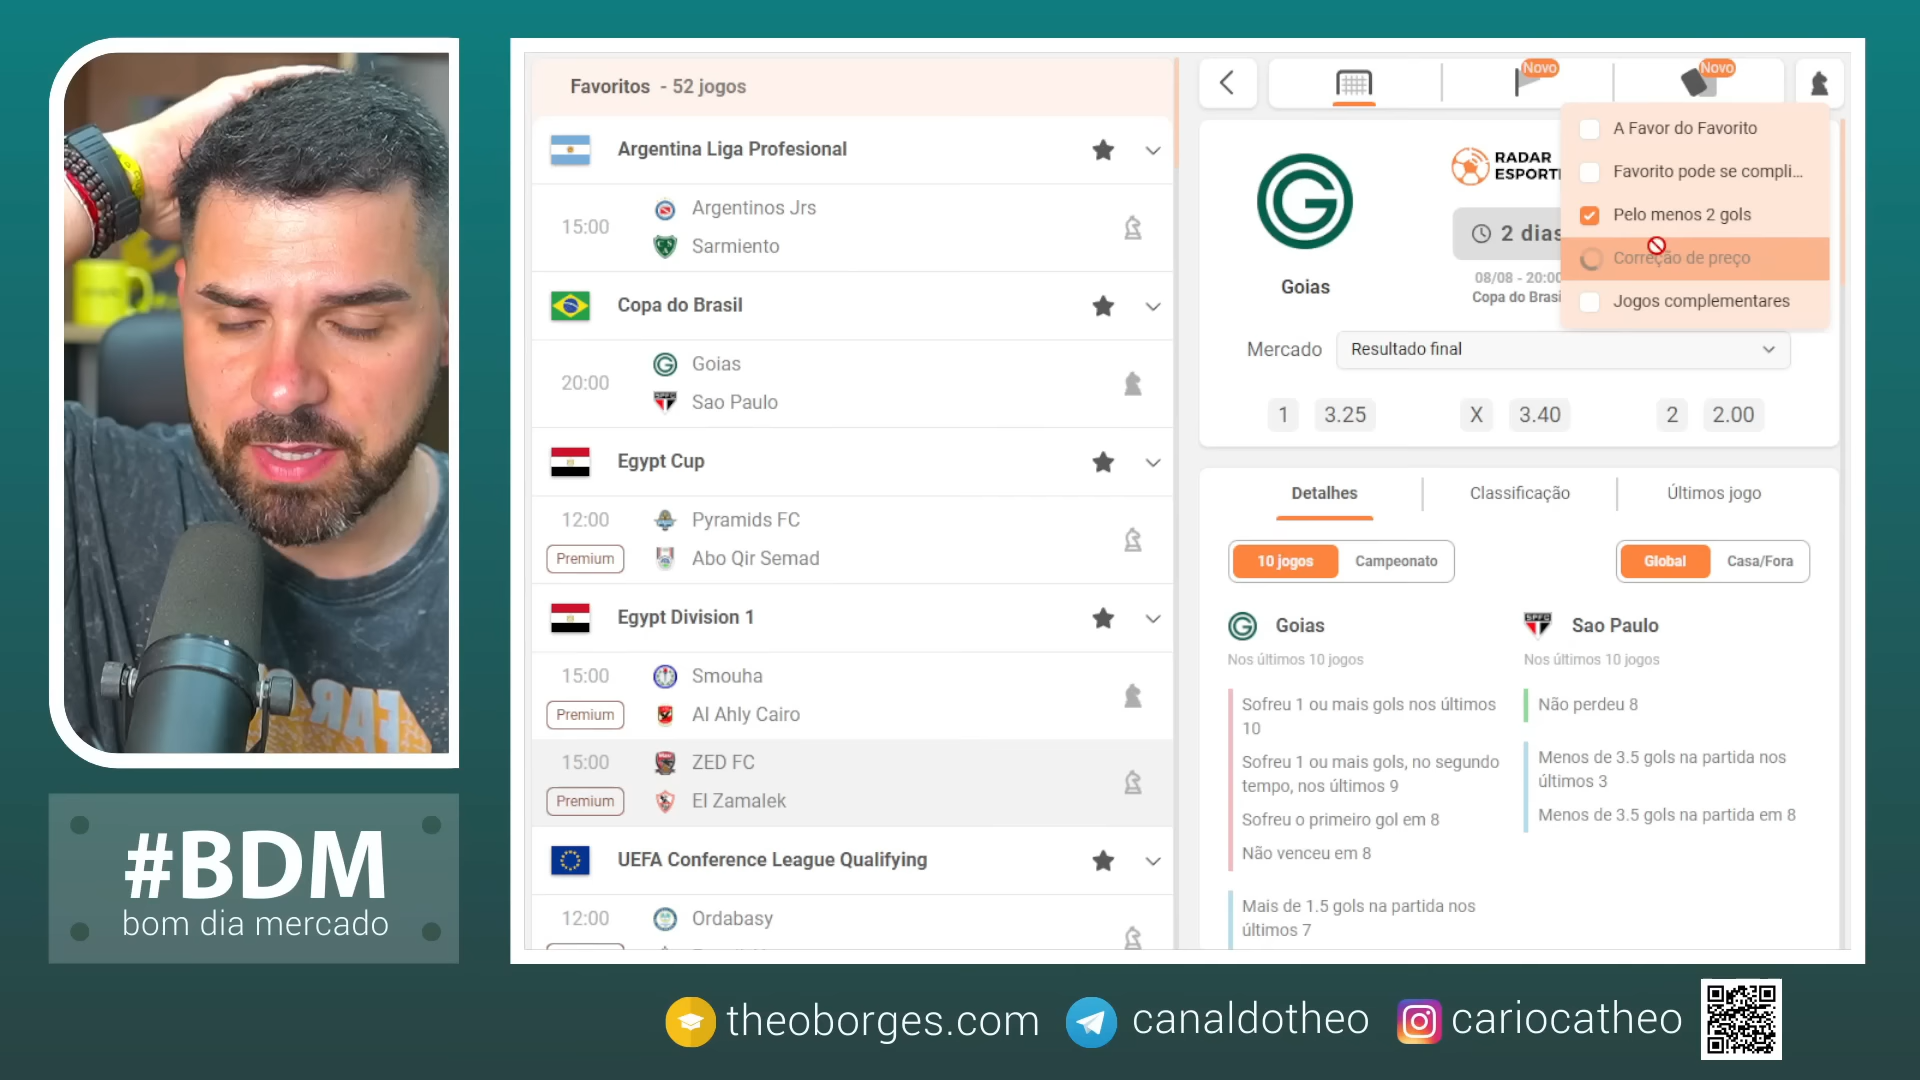 Favoritos - 52 jogos
Argentina Liga Profesional
15:00
Argentinos Jrs
Sarmiento
Copa do Brasil
20:00
Goias
Sao Paulo
Egypt Cup
12:00
Premium
Pyramids FC
Abo Qir Semad
Egypt Division 1
15:00
Premium
Smouha
Al Ahly Cairo
15:00
Premium
ZED FC
El Zamalek
UEFA Conference League Qualifying
12:00
Ordabasy
Novo
Novo
A Favor do Favorito
Favorito pode se compli...
Pelo menos 2 gols
Correção de preço
Jogos complementares
Goias
RADAR
ESPORTI
2 dias
08/08 - 20:00
Copa do Brasi
Mercado
Resultado final
1 3.25
X 3.40
2 2.00
Detalhes
Classificação
Últimos jogo
10 jogos
Campeonato
Global
Casa/Fora
Goias
Nos últimos 10 jogos
Sofreu 1 ou mais gols nos últimos
10
Sofreu 1 ou mais gols, no segundo
tempo, nos últimos 9
Sofreu o primeiro gol em 8
Não venceu em 8
Mais de 1.5 gols na partida nos
últimos 7
Sao Paulo
Nos últimos 10 jogos
Não perdeu 8
Menos de 3.5 gols na partida nos
últimos 3
Menos de 3.5 gols na partida em 8
#BDM
bom dia mercado
theoborges.com
canaldotheo
cariocatheo